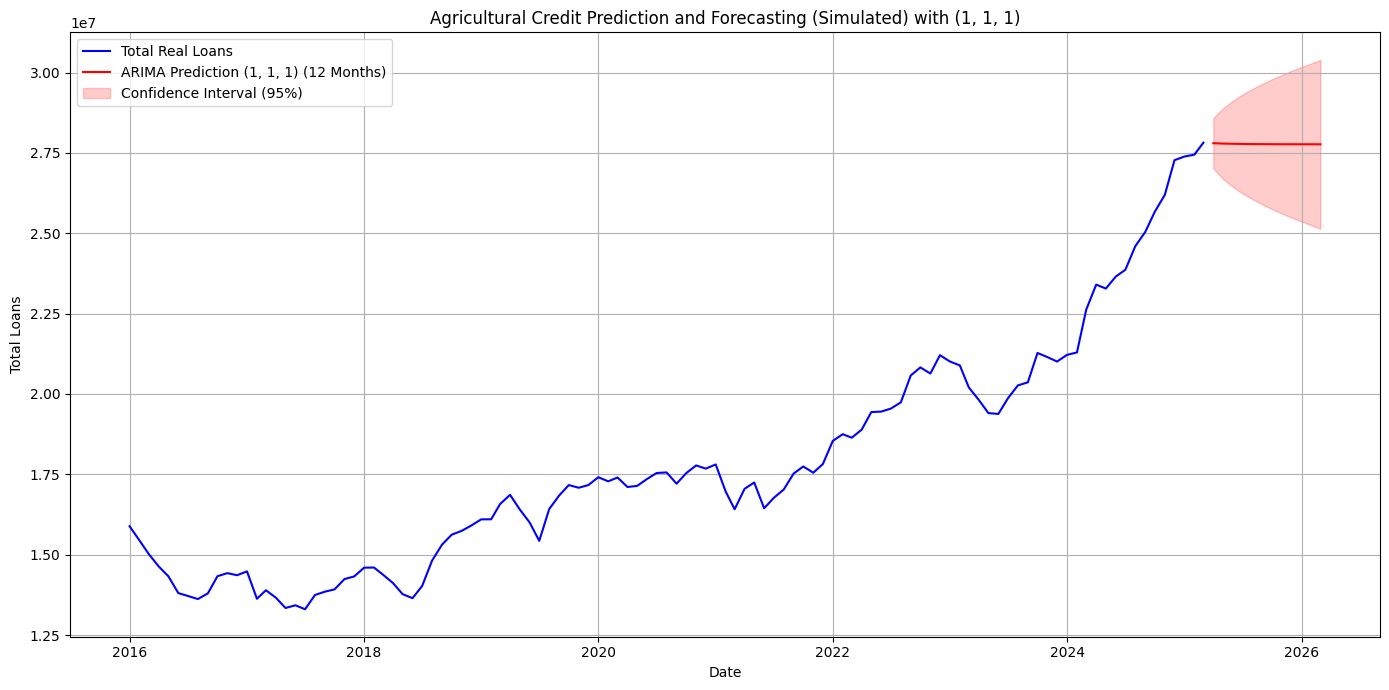 Agricultural Credit Prediction and Forecasting (Simulated) with (1, 1, 1)
1e7
Total Real Loans
ARIMA Prediction (1, 1, 1) (12 Months)
Confidence Interval (95%)
3.00
2.75
2.50
2.25
2.00
1.75
1.50
1.25
Total Loans
2016
2018
2020
2022
2024
2026
Date